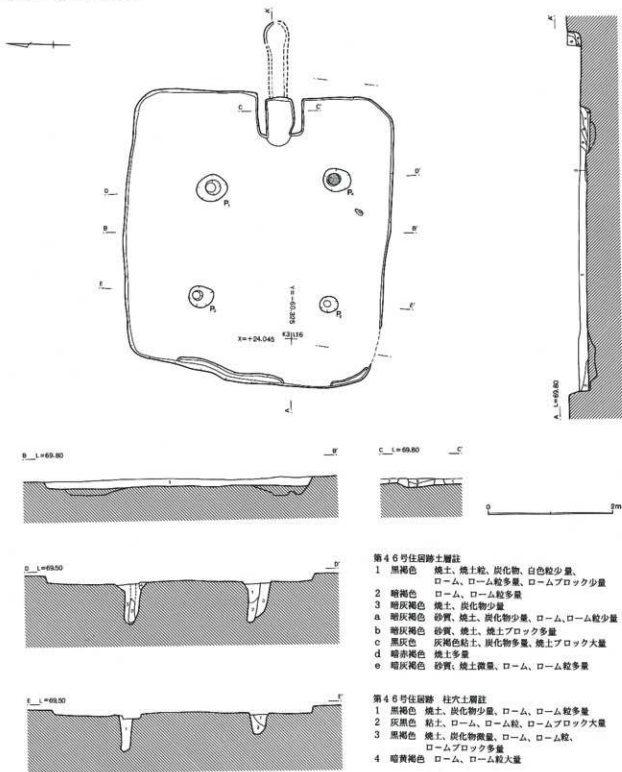 A'
A'
C
C'
D
D'
P₁
P₄
B
B'
E
E'
Y=-60.325
X=+24.045
K31L16
A
A L=69.80
B L=69.80
B'
C L=69.80
C'
0
2m
D L=69.50
D'
E L=69.50
E'
第46号住居跡土層註
1 黒褐色 焼土、焼土粒、炭化物、白色粒少量、
ローム、ローム粒多量、ロームブロック少量
2 暗褐色 ローム、ローム粒多量
3 暗灰褐色 焼土、炭化物少量
a 暗灰褐色 砂質、焼土、炭化物少量、ローム、ローム粒少量
b 暗灰褐色 砂質、焼土、焼土ブロック多量
c 黒灰色 灰褐色粘土、炭化物多量、焼土ブロック大量
d 暗赤褐色 焼土多量
e 暗灰褐色 砂質、焼土微量、ローム、ローム粒多量
第46号住居跡 柱穴土層註
1 黒褐色 焼土、炭化物少量、ローム、ローム粒多量
2 灰黒色 粘土、ローム、ローム粒、ロームブロック大量
3 黒褐色 焼土、炭化物微量、ローム、ローム粒、
ロームブロック多量
4 暗黄褐色 ローム、ローム粒大量